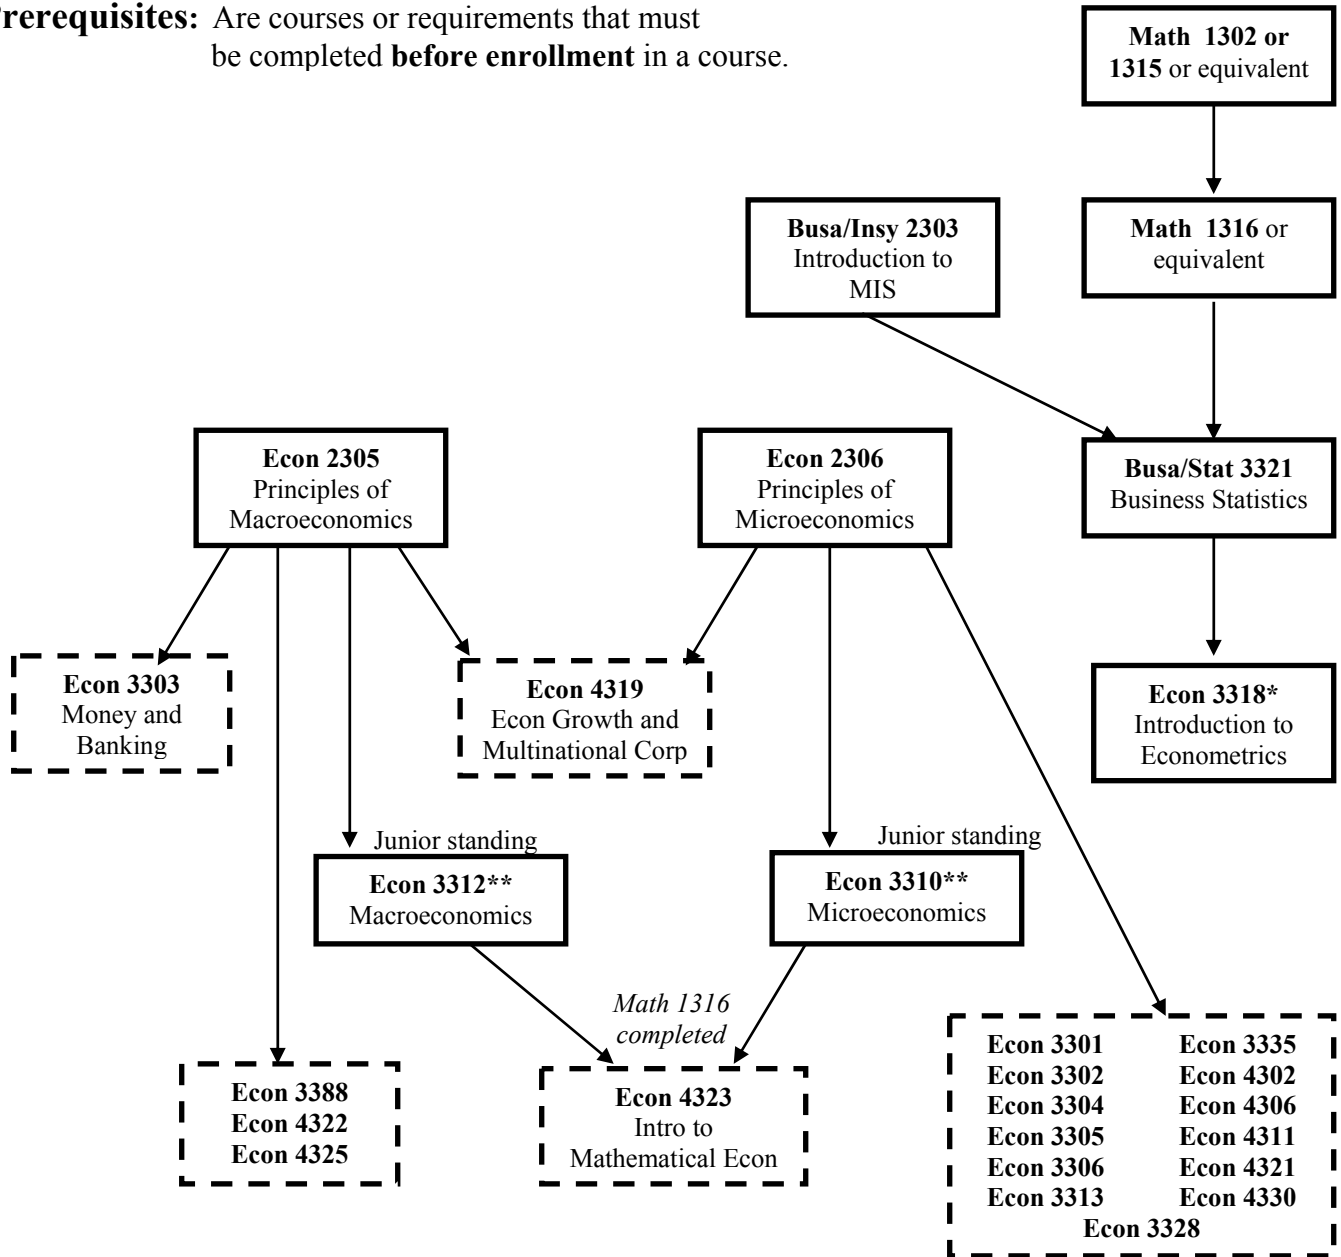 Prerequisites: Are courses or requirements that must
be completed before enrollment in a course.
Math 1302 or
1315 or equivalent
Busa/Insy 2303
Introduction to
MIS
Math 1316 or
equivalent
Econ 2305
Principles of
Macroeconomics
Econ 2306
Principles of
Microeconomics
Busa/Stat 3321
Business Statistics
Econ 3303
Money and
Banking
Econ 4319
Econ Growth and
Multinational Corp
Econ 3318*
Introduction to
Econometrics
Junior standing
Econ 3312**
Macroeconomics
Junior standing
Econ 3310**
Microeconomics
Math 1316
completed
Econ 3388
Econ 4322
Econ 4325
Econ 4323
Intro to
Mathematical Econ
Econ 3301 Econ 3335
Econ 3302 Econ 4302
Econ 3304 Econ 4306
Econ 3305 Econ 4311
Econ 3306 Econ 4321
Econ 3313 Econ 4330
Econ 3328